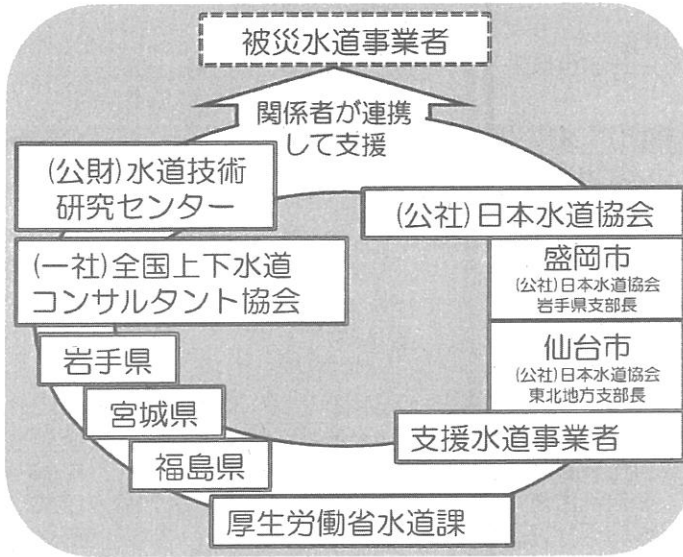 被災水道事業者
関係者が連携
して支援
(公財)水道技術
研究センター
(公社)日本水道協会
(一社)全国上下水道
コンサルタント協会
盛岡市
(公社)日本水道協会
岩手県支部長
仙台市
(公社)日本水道協会
東北地方支部長
岩手県
宮城県
福島県
支援水道事業者
厚生労働省水道課